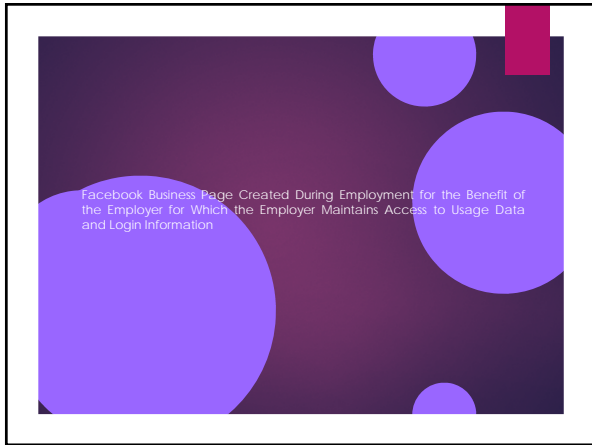 Facebook Business Page Created During Employment for the Benefit of
the Employer for Which the Employer Maintains Access to Usage Data
and Login Information